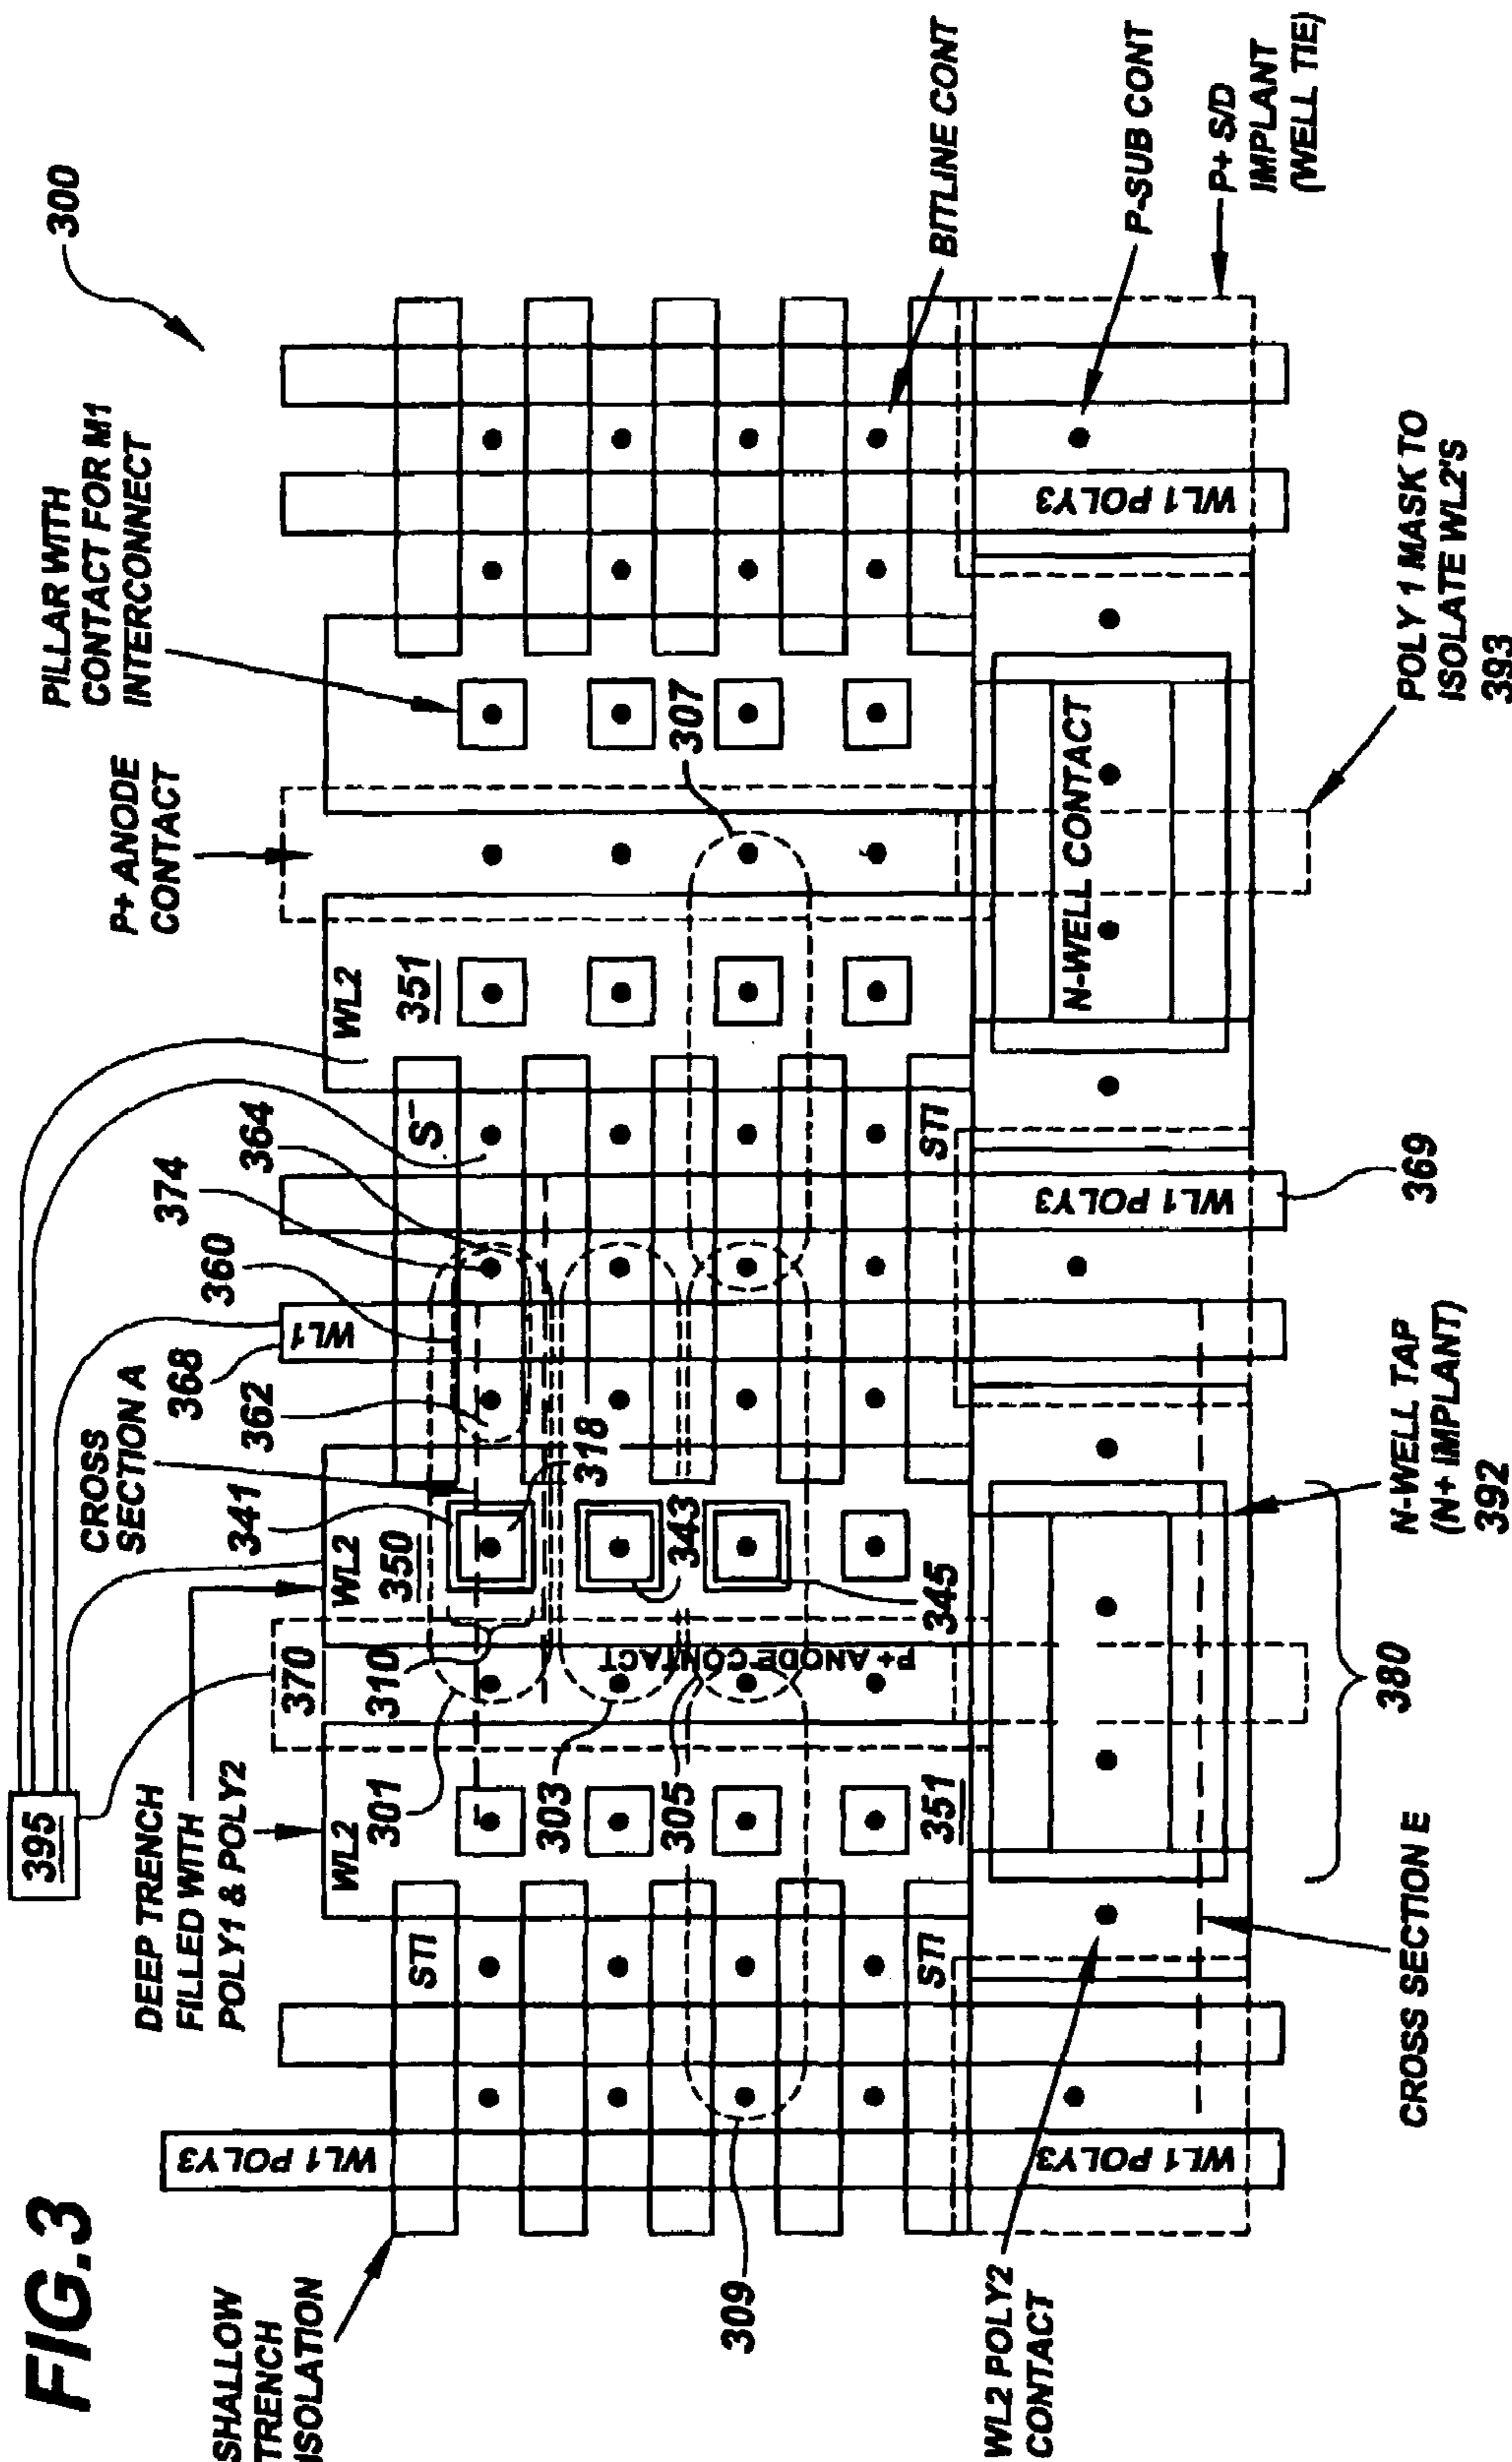 FIG.3
300
395
DEEP TRENCH
FILLED WITH
POLY1 & POLY2
CROSS
SECTION A
P+ ANODE
CONTACT
PILLAR WITH
CONTACT FOR M1
INTERCONNECT
SHALLOW
TRENCH
ISOLATION
341
362
368
360
374
364
WL1 POLY3
WL2
370
WL2
WL1
WL2
STI
301
310
350
S
351
318
303
343
305
307
P+ ANODE CONTACT
345
309
351
STI
STI
BITLINE CONT
WL1 POLY3
WL1 POLY3
WL1 POLY3
N-WELL CONTACT
P-SUB CONT
P+ S/D
IMPLANT
(WELL TIE)
WL2 POLY2
CONTACT
CROSS SECTION E
380
N-WELL TAP
(N+ IMPLANT)
392
369
POLY 1 MASK TO
ISOLATE WL2'S
393